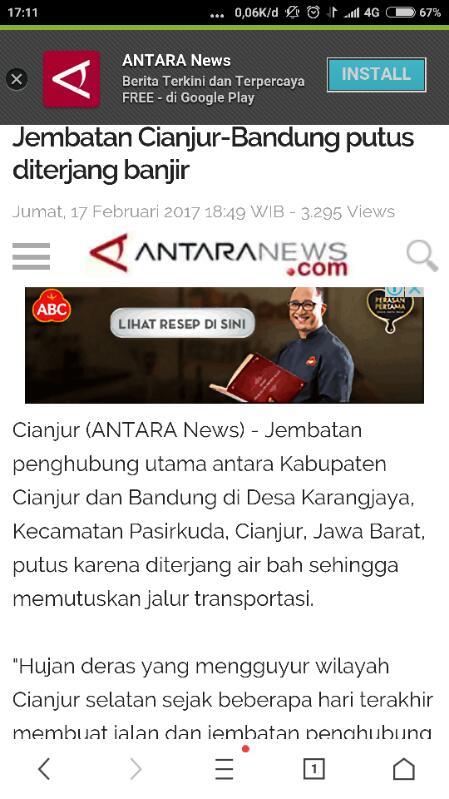 17:11
... 0,06K/d 4G 67%
ANTARA News
Berita Terkini dan Terpercaya
FREE - di Google Play
INSTALL
Jembatan Cianjur-Bandung putus
diterjang banjir
Jumat, 17 Februari 2017 18:49 WIB - 3.295 Views
ANTARANEWS
.com
ABC
LIHAT RESEP DI SINI
PERASAN
PERTAMA
Cianjur (ANTARA News) - Jembatan
penghubung utama antara Kabupaten
Cianjur dan Bandung di Desa Karangjaya,
Kecamatan Pasirkuda, Cianjur, Jawa Barat,
putus karena diterjang air bah sehingga
memutuskan jalur transportasi.
"Hujan deras yang mengguyur wilayah
Cianjur selatan sejak beberapa hari terakhir
membuat jalan dan jembatan penghubung
1